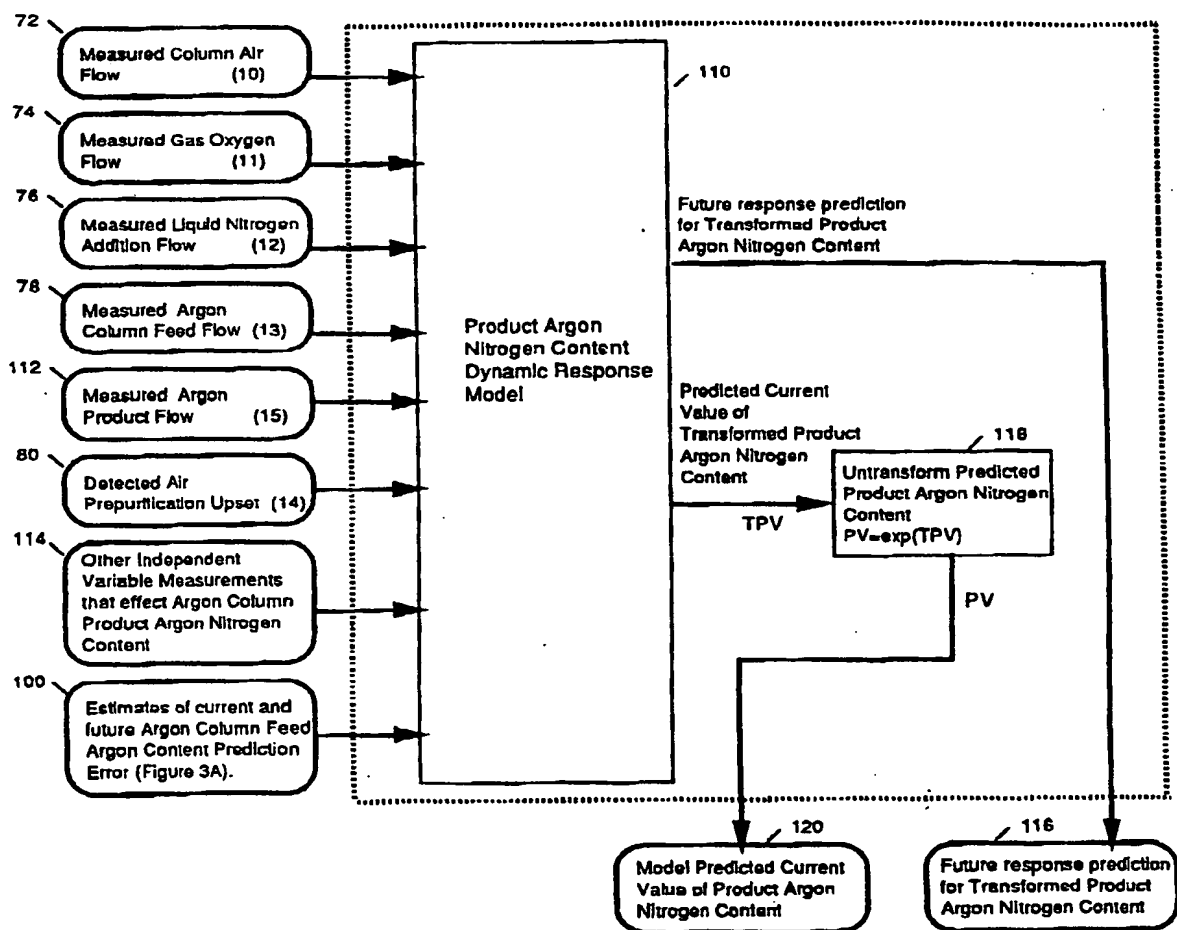 72
Measured Column Air
Flow (10)
74
Measured Gas Oxygen
Flow (11)
76
Measured Liquid Nitrogen
Addition Flow (12)
78
Measured Argon
Column Feed Flow (13)
112
Measured Argon
Product Flow (15)
80
Detected Air
Prepurification Upset (14)
114
Other Independent
Variable Measurements
that effect Argon Column
Product Argon Nitrogen
Content
100
Estimates of current and
future Argon Column Feed
Argon Content Prediction
Error (Figure 3A).
110
Product Argon
Nitrogen Content
Dynamic Response
Model
Future response prediction
for Transformed Product
Argon Nitrogen Content
Predicted Current
Value of
Transformed Product
Argon Nitrogen
Content
TPV
118
Untransform Predicted
Product Argon Nitrogen
Content
PV=exp(TPV)
PV
120
Model Predicted Current
Value of Product Argon
Nitrogen Content
116
Future response prediction
for Transformed Product
Argon Nitrogen Content